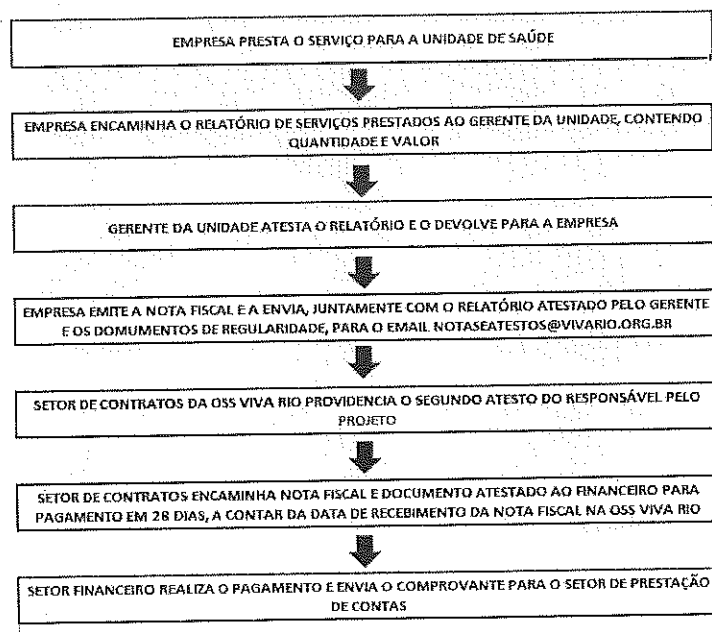 EMPRESA PRESTA O SERVIÇO PARA A UNIDADE DE SAÚDE
EMPRESA ENCAMINHA O RELATÓRIO DE SERVIÇOS PRESTADOS AO GERENTE DA UNIDADE, CONTENDO
QUANTIDADE E VALOR
GERENTE DA UNIDADE ATESTA O RELATÓRIO E O DEVOLVE PARA A EMPRESA
EMPRESA EMITE A NOTA FISCAL E A ENVIA, JUNTAMENTE COM O RELATÓRIO ATESTADO PELO GERENTE
E OS DOMUMENTOS DE REGULARIDADE, PARA O EMAIL NOTASEATESTOS@VIVARIO.ORG.BR
SETOR DE CONTRATOS DA OSS VIVA RIO PROVIDENCIA O SEGUNDO ATESTO DO RESPONSÁVEL PELO
PROJETO
SETOR DE CONTRATOS ENCAMINHA NOTA FISCAL E DOCUMENTO ATESTADO AO FINANCEIRO PARA
PAGAMENTO EM 28 DIAS, A CONTAR DA DATA DE RECEBIMENTO DA NOTA FISCAL NA OSS VIVA RIO
SETOR FINANCEIRO REALIZA O PAGAMENTO E ENVIA O COMPROVANTE PARA O SETOR DE PRESTAÇÃO
DE CONTAS